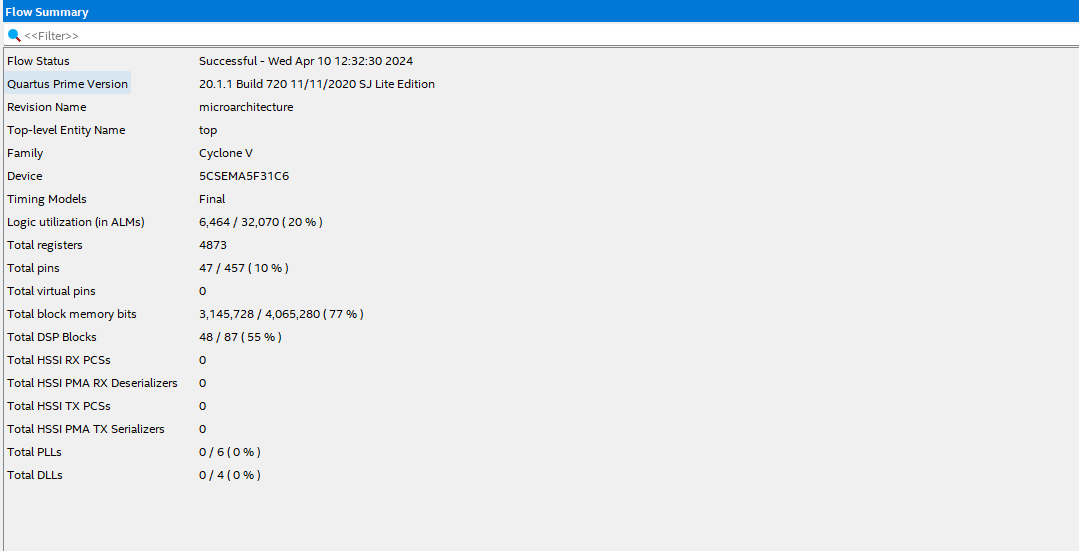 Flow Summary
<<Filter>>
Flow Status Successful - Wed Apr 10 12:32:30 2024
Quartus Prime Version 20.1.1 Build 720 11/11/2020 SJ Lite Edition
Revision Name microarchitecture
Top-level Entity Name top
Family Cyclone V
Device 5CSEMA5F31C6
Timing Models Final
Logic utilization (in ALMs) 6,464 / 32,070 ( 20 % )
Total registers 4873
Total pins 47 / 457 ( 10 % )
Total virtual pins 0
Total block memory bits 3,145,728 / 4,065,280 ( 77 % )
Total DSP Blocks 48 / 87 ( 55 % )
Total HSSI RX PCSs 0
Total HSSI PMA RX Deserializers 0
Total HSSI TX PCSs 0
Total HSSI PMA TX Serializers 0
Total PLLs 0 / 6 ( 0 % )
Total DLLs 0 / 4 ( 0 % )